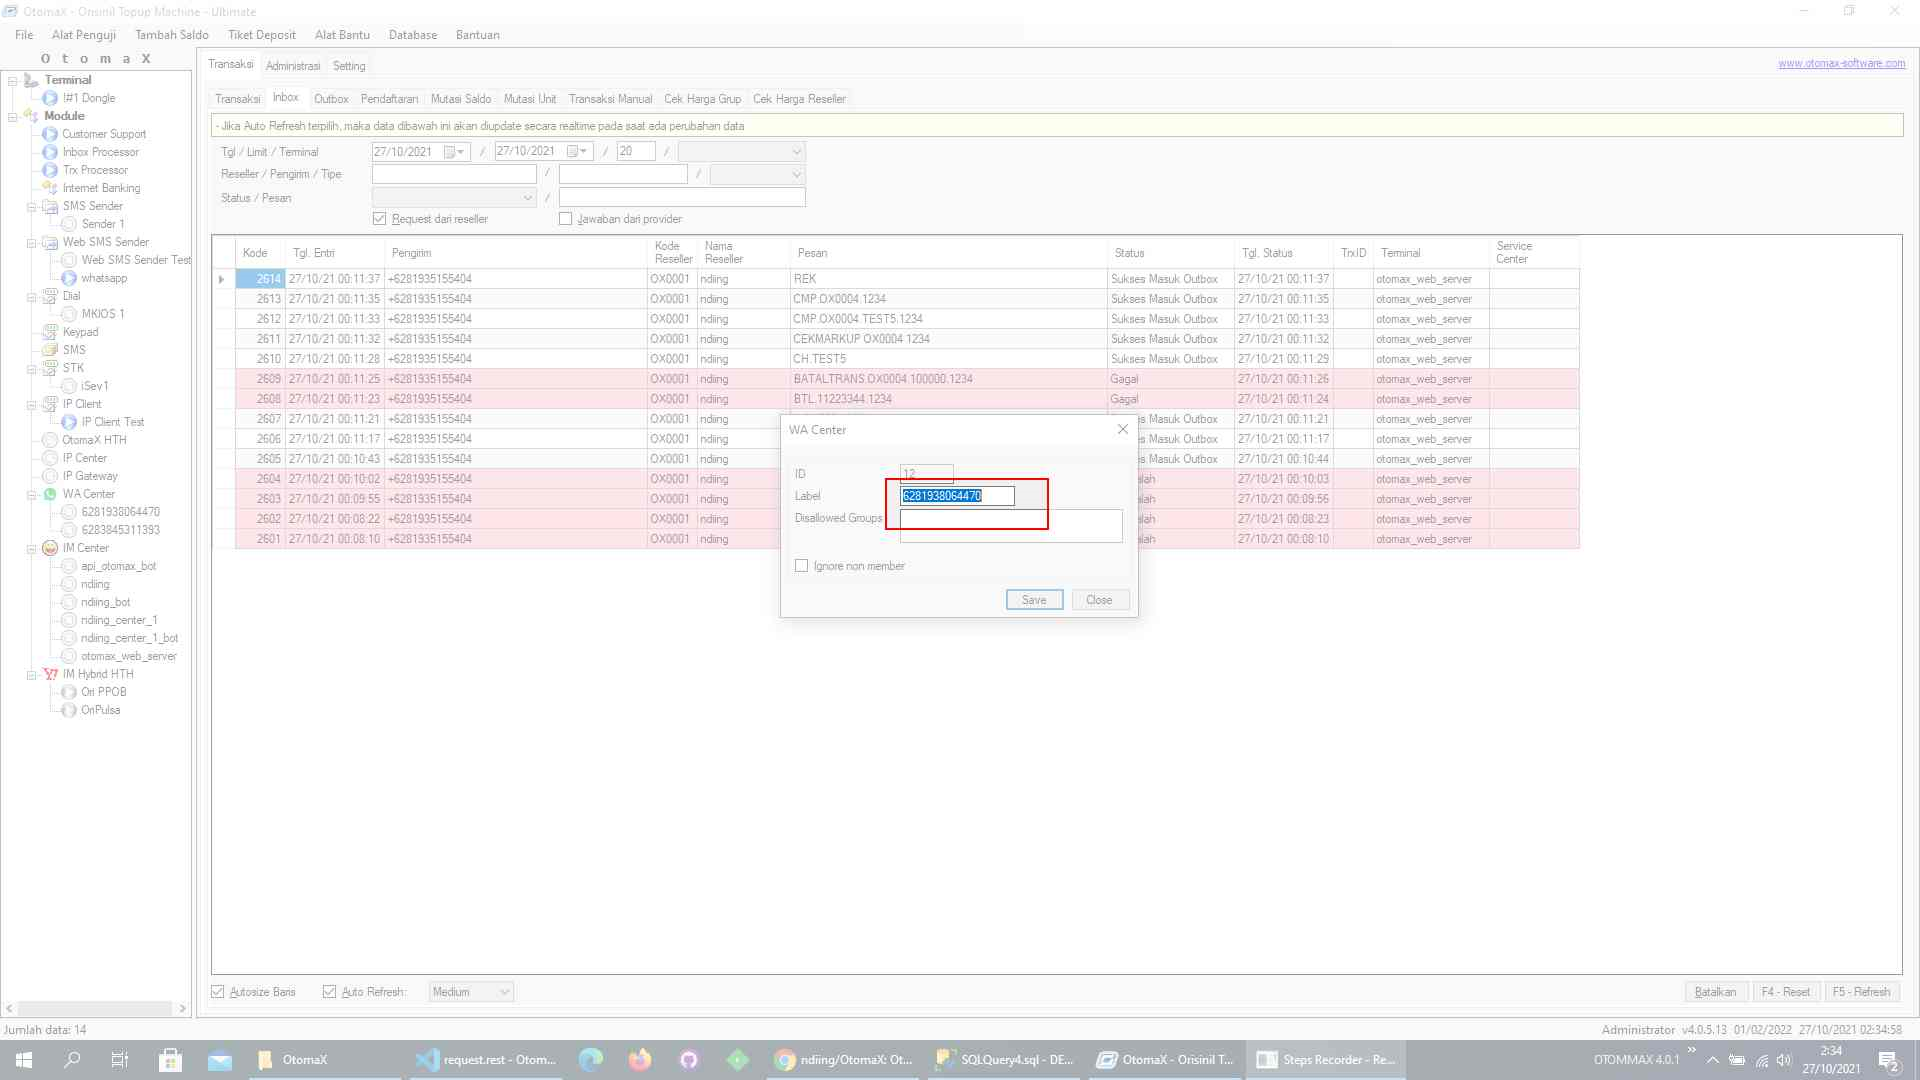 OtomaX - Orisinil Topup Machine - Ultimate
File Alat Penguji Tambah Saldo Tiket Deposit Alat Bantu Database Bantuan
O t o m a X
Terminal
I#1 Dongle
Module
Customer Support
Inbox Processor
Trx Processor
Internet Banking
SMS Sender
Sender 1
Web SMS Sender
Web SMS Sender Test
whatsapp
Dial
MKIOS 1
Keypad
SMS
STK
iSev1
IP Client
IP Client Test
OtomaX HTH
IP Center
IP Gateway
WA Center
6281938064470
6283845311393
IM Center
api_otomax_bot
ndiing
ndiing_bot
ndiing_center_1
ndiing_center_1_bot
otomax_web_server
IM Hybrid HTH
Ori PPOB
OriPulsa
Transaksi Administrasi Setting
www.otomax-software.com
Transaksi Inbox Outbox Pendaftaran Mutasi Saldo Mutasi Unit Transaksi Manual Cek Harga Grup Cek Harga Reseller
- Jika Auto Refresh terpilih, maka data dibawah ini akan diupdate secara realtime pada saat ada perubahan data
Tgl / Limit / Terminal 27/10/2021 / 27/10/2021 / 20 /
Reseller / Pengirim / Tipe / /
Status / Pesan /
Request dari reseller Jawaban dari provider
Kode Tgl. Entri Pengirim Kode Reseller Nama Reseller Pesan Status Tgl. Status TrxID Terminal Service Center
2614 27/10/21 00:11:37 +6281935155404 OX0001 ndiing REK Sukses Masuk Outbox 27/10/21 00:11:37 otomax_web_server
2613 27/10/21 00:11:35 +6281935155404 OX0001 ndiing CMP.OX0004.1234 Sukses Masuk Outbox 27/10/21 00:11:35 otomax_web_server
2612 27/10/21 00:11:33 +6281935155404 OX0001 ndiing CMP.OX0004.TEST5.1234 Sukses Masuk Outbox 27/10/21 00:11:33 otomax_web_server
2611 27/10/21 00:11:32 +6281935155404 OX0001 ndiing CEKMARKUP OX0004 1234 Sukses Masuk Outbox 27/10/21 00:11:32 otomax_web_server
2610 27/10/21 00:11:28 +6281935155404 OX0001 ndiing CH.TEST5 Sukses Masuk Outbox 27/10/21 00:11:29 otomax_web_server
2609 27/10/21 00:11:25 +6281935155404 OX0001 ndiing BATALTRANS.OX0004.100000.1234 Gagal 27/10/21 00:11:26 otomax_web_server
2608 27/10/21 00:11:23 +6281935155404 OX0001 ndiing BTL.11223344.1234 Gagal 27/10/21 00:11:24 otomax_web_server
2607 27/10/21 00:11:21 +6281935155404 OX0001 ndiing s Masuk Outbox 27/10/21 00:11:21 otomax_web_server
2606 27/10/21 00:11:17 +6281935155404 OX0001 ndiing s Masuk Outbox 27/10/21 00:11:17 otomax_web_server
2605 27/10/21 00:10:43 +6281935155404 OX0001 ndiing s Masuk Outbox 27/10/21 00:10:44 otomax_web_server
2604 27/10/21 00:10:02 +6281935155404 OX0001 ndiing alah 27/10/21 00:10:03 otomax_web_server
2603 27/10/21 00:09:55 +6281935155404 OX0001 ndiing alah 27/10/21 00:09:56 otomax_web_server
2602 27/10/21 00:08:22 +6281935155404 OX0001 ndiing alah 27/10/21 00:08:23 otomax_web_server
2601 27/10/21 00:08:10 +6281935155404 OX0001 ndiing alah 27/10/21 00:08:10 otomax_web_server
WA Center
ID 12
Label 6281938064470
Disallowed Groups
Ignore non member
Save Close
Autosize Baris Auto Refresh: Medium
Batalkan F4 - Reset F5 - Refresh
Jumlah data: 14
Administrator v4.0.5.13 01/02/2022 27/10/2021 02:34:58
OtomaX
request.rest - Otom...
ndiing/OtomaX: Ot...
SQLQuery4.sql - DE...
OtomaX - Orisinil T...
Steps Recorder - Re...
OTOMMAX 4.0.1
2:34
27/10/2021
2